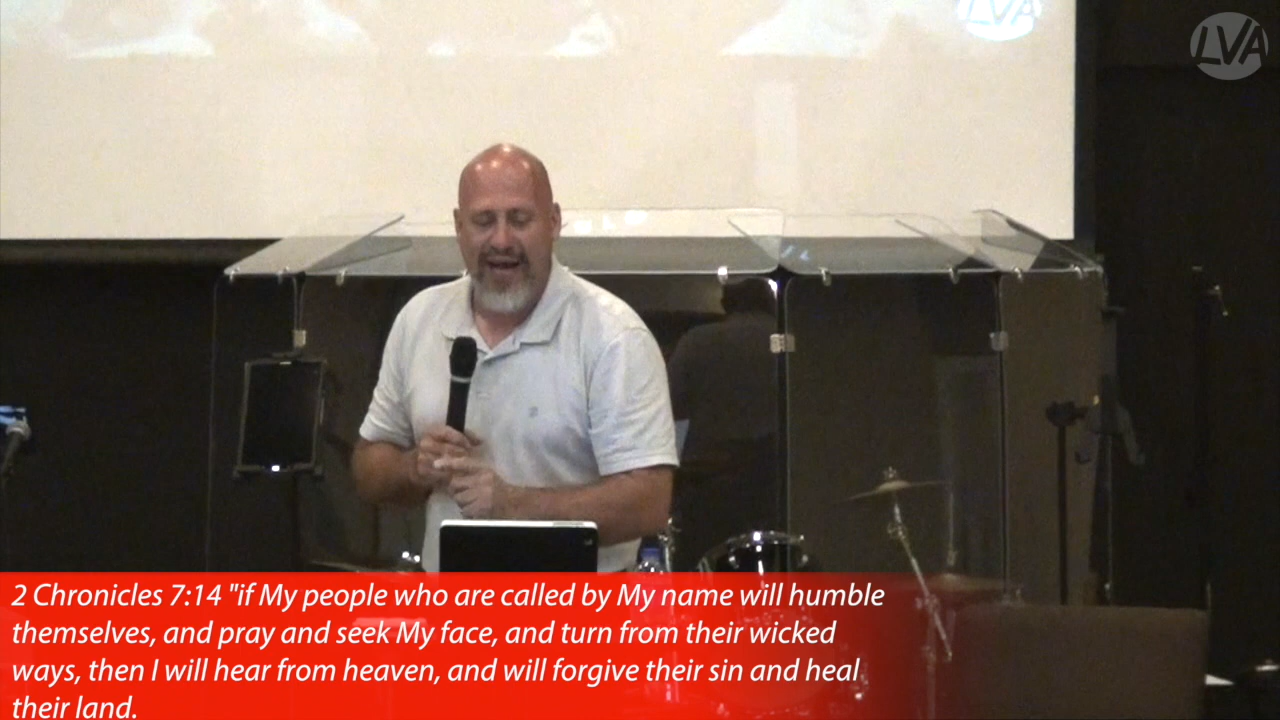 LVA
LVA
2 Chronicles 7:14 "if My people who are called by My name will humble
themselves, and pray and seek My face, and turn from their wicked
ways, then I will hear from heaven, and will forgive their sin and heal
their land.